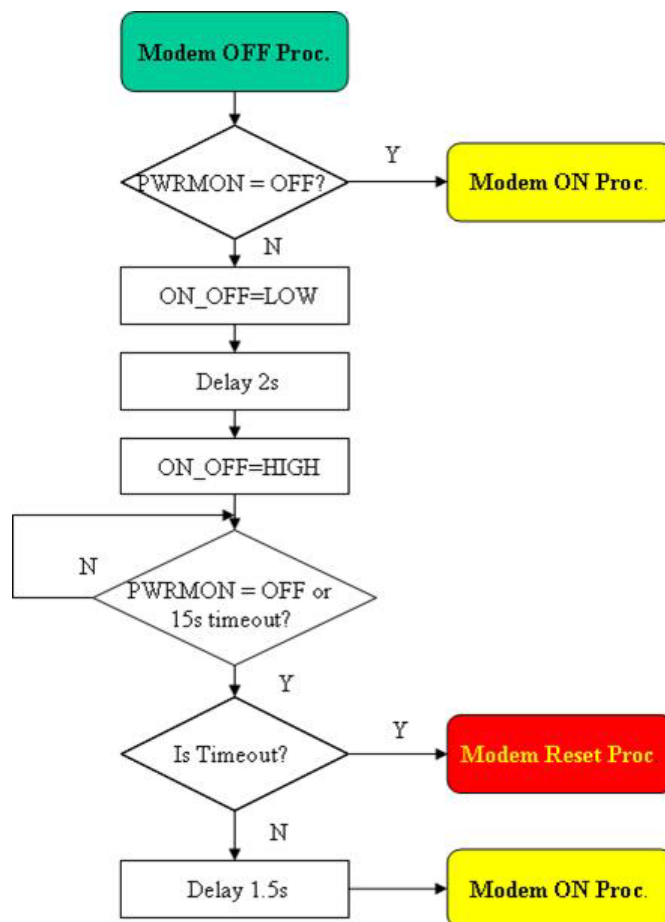 Modem OFF Proc.
PWRMON = OFF?
Y
Modem ON Proc.
N
ON_OFF=LOW
Delay 2s
ON_OFF=HIGH
N
PWRMON = OFF or
15s timeout?
Y
Is Timeout?
Y
Modem Reset Proc
N
Delay 1.5s
Modem ON Proc.